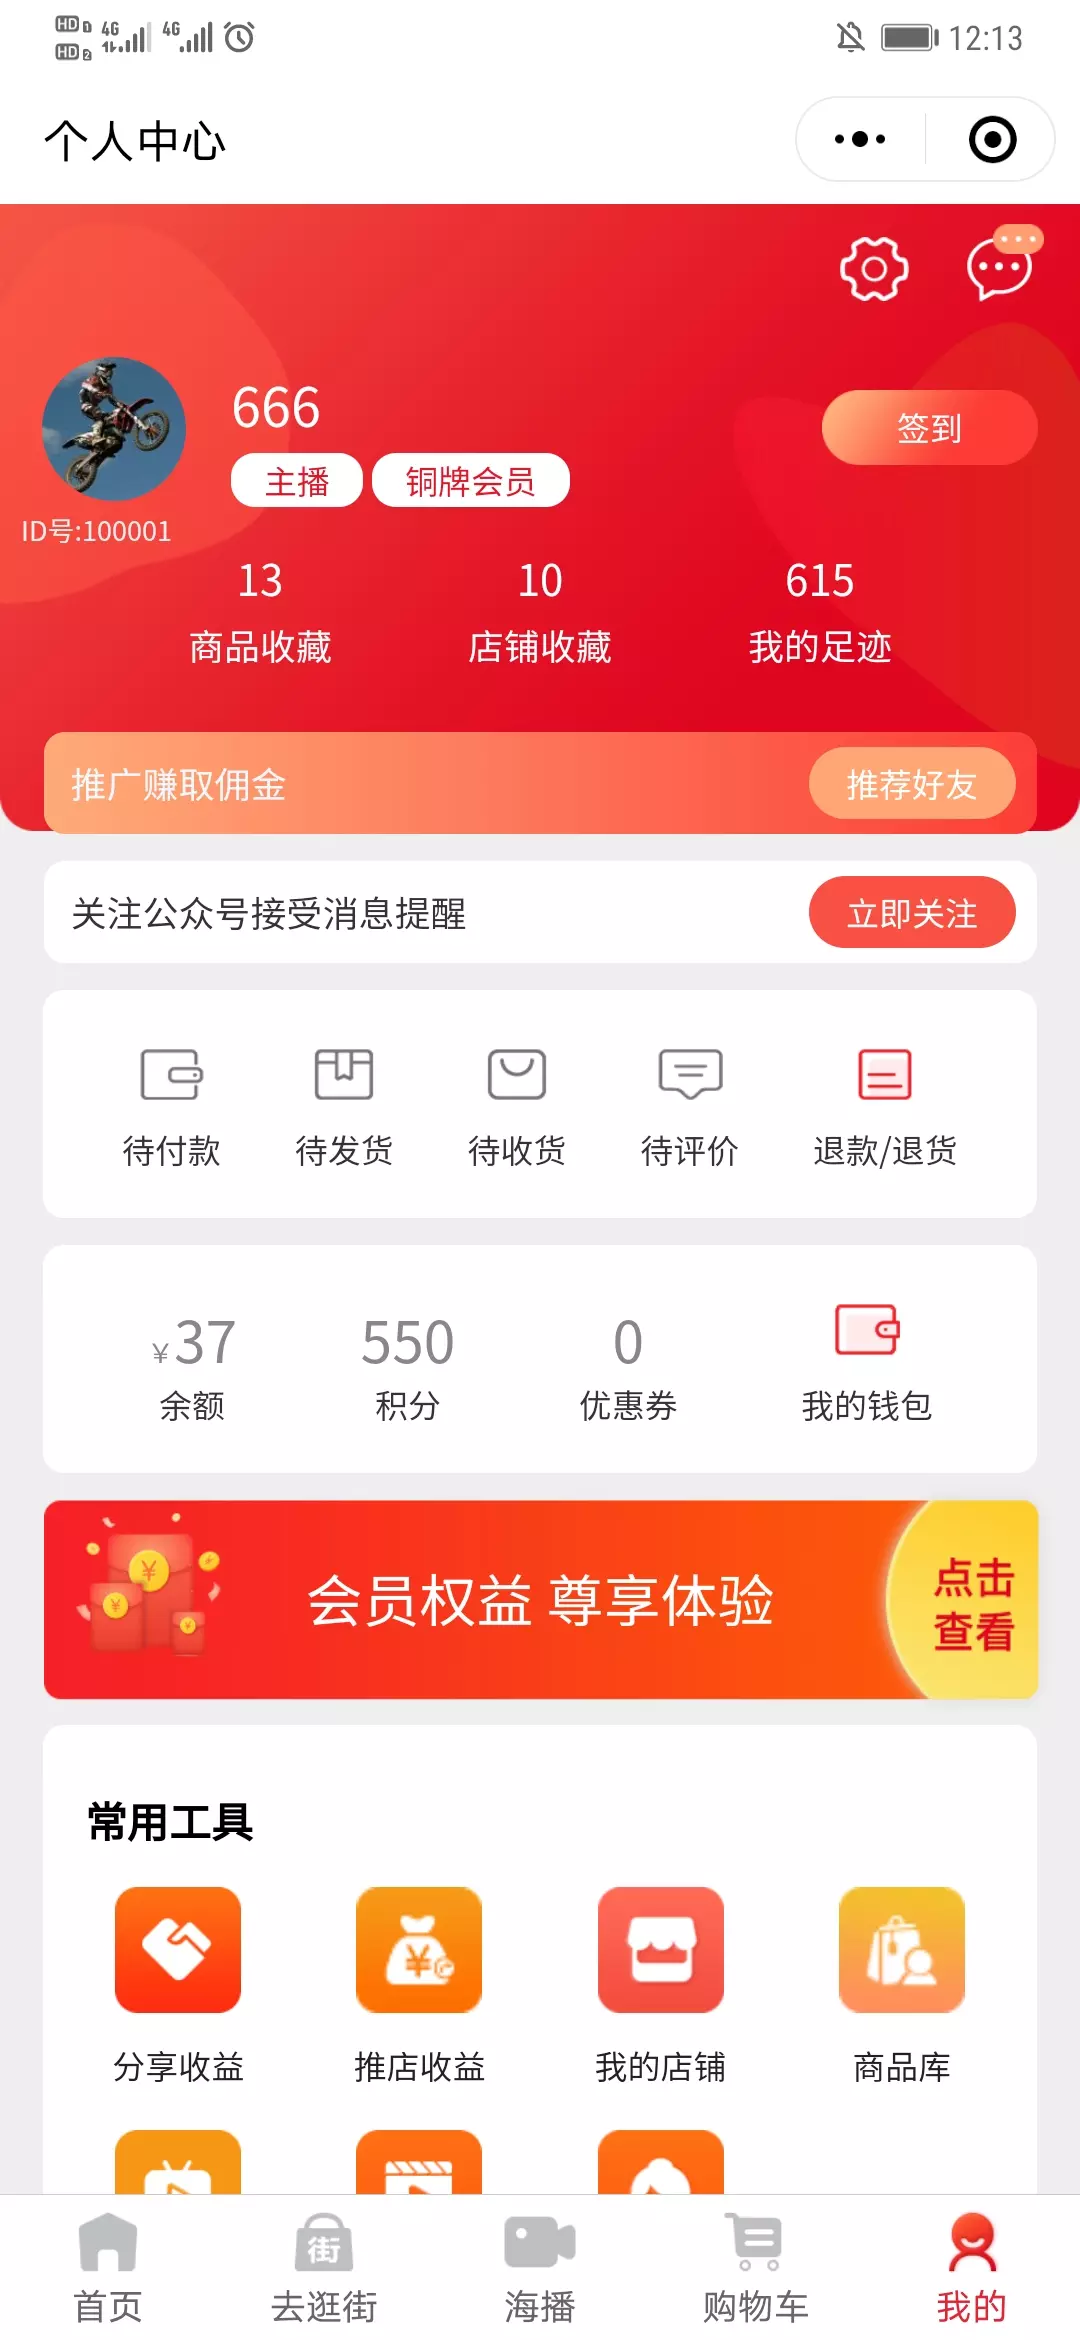 HD 1 4G 4G 12:13
HD 2
个人中心
666
签到
主播 铜牌会员
ID号:100001
13 10 615
商品收藏 店铺收藏 我的足迹
推广赚取佣金 推荐好友
关注公众号接受消息提醒 立即关注
待付款 待发货 待收货 待评价 退款/退货
¥37 550 0
余额 积分 优惠券 我的钱包
会员权益 尊享体验
点击
查看
常用工具
分享收益 推店收益 我的店铺 商品库
街
首页 去逛街 海播 购物车 我的